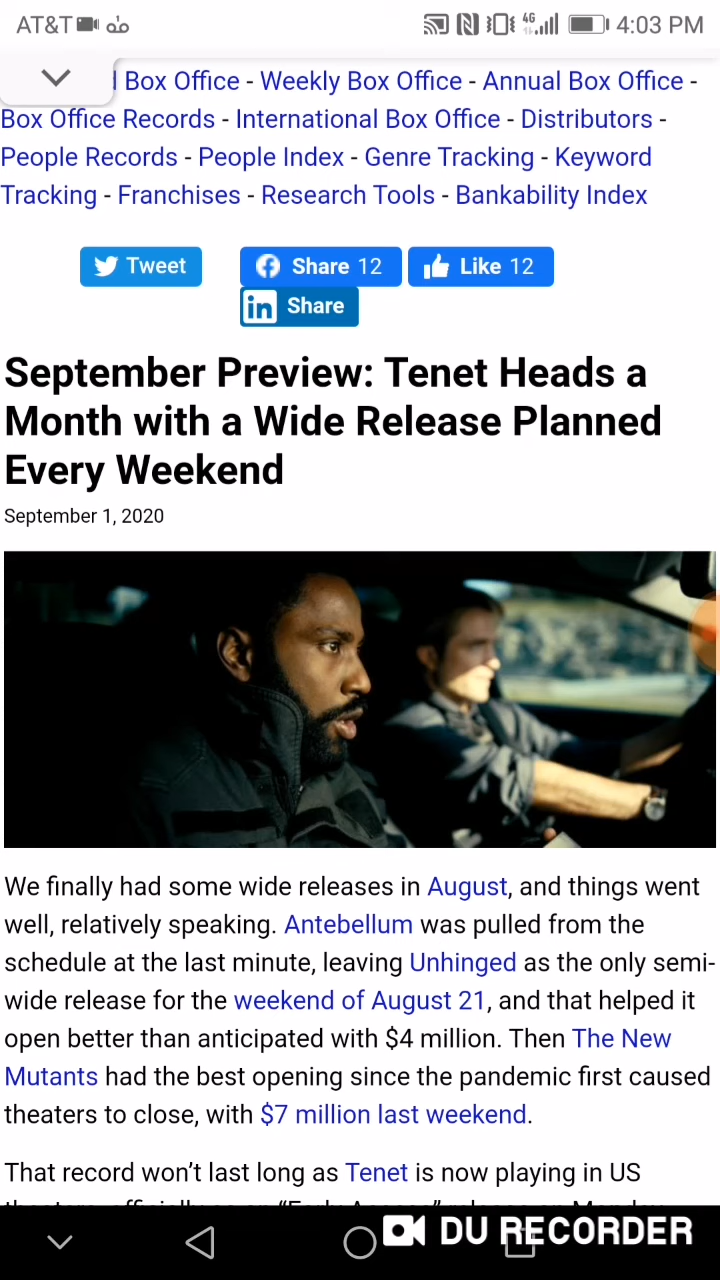 AT&T 4G 4:03 PM
Box Office - Weekly Box Office - Annual Box Office -
Box Office Records - International Box Office - Distributors -
People Records - People Index - Genre Tracking - Keyword
Tracking - Franchises - Research Tools - Bankability Index
Tweet Share 12 Like 12
in Share
September Preview: Tenet Heads a
Month with a Wide Release Planned
Every Weekend
September 1, 2020
We finally had some wide releases in August, and things went
well, relatively speaking. Antebellum was pulled from the
schedule at the last minute, leaving Unhinged as the only semi-
wide release for the weekend of August 21, and that helped it
open better than anticipated with $4 million. Then The New
Mutants had the best opening since the pandemic first caused
theaters to close, with $7 million last weekend.
That record won't last long as Tenet is now playing in US
DU RECORDER